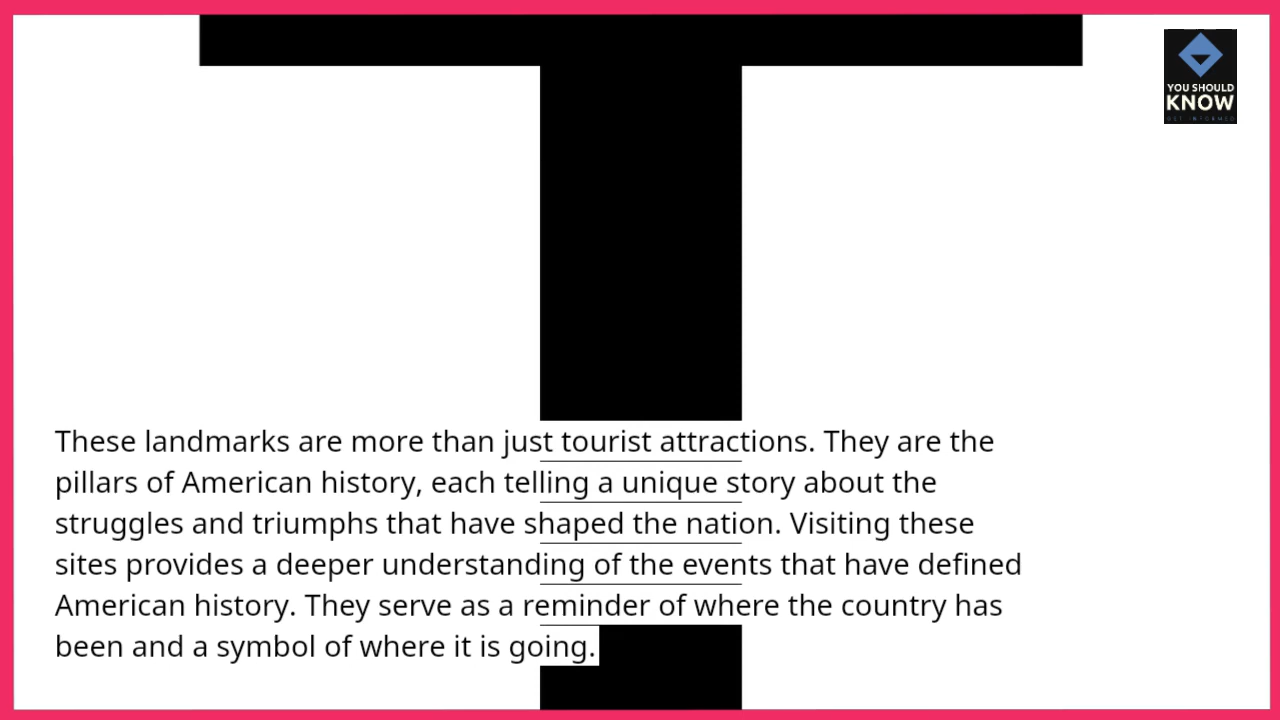 YOU SHOULD
KNOW
GET INFORMED
These landmarks are more than just tourist attractions. They are the
pillars of American history, each telling a unique story about the
struggles and triumphs that have shaped the nation. Visiting these
sites provides a deeper understanding of the events that have defined
American history. They serve as a reminder of where the country has
been and a symbol of where it is going.